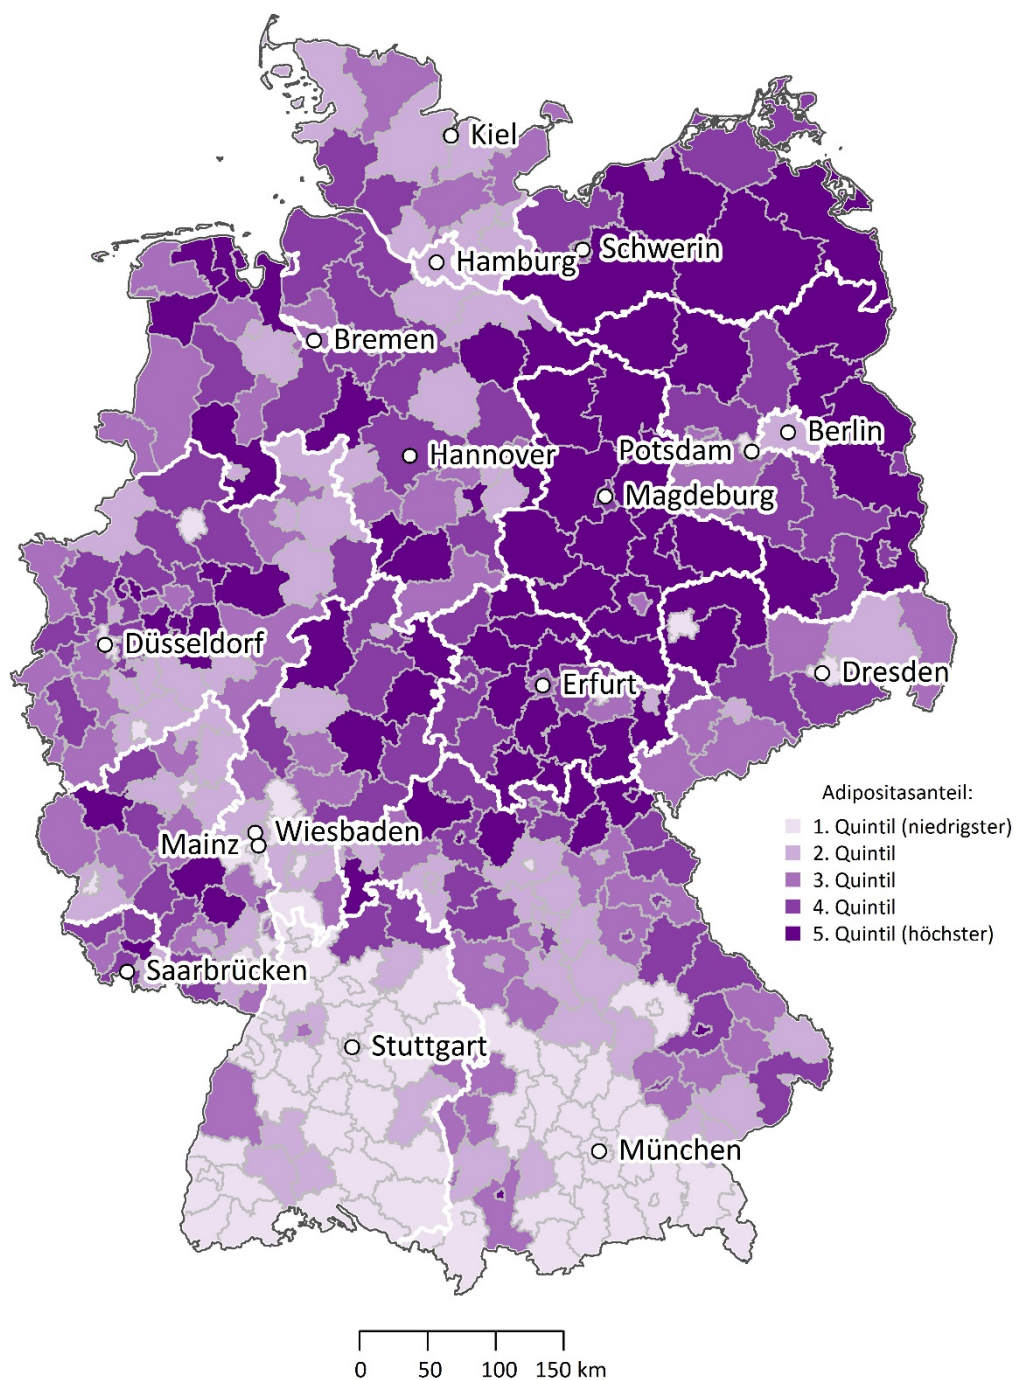 Kiel
Schwerin
Hamburg
Bremen
Berlin
Hannover
Potsdam
Magdeburg
Düsseldorf
Dresden
Erfurt
Adipositasanteil:
1. Quintil (niedrigster)
2. Quintil
3. Quintil
4. Quintil
5. Quintil (höchster)
Wiesbaden
Mainz
Saarbrücken
Stuttgart
München
0 50 100 150 km